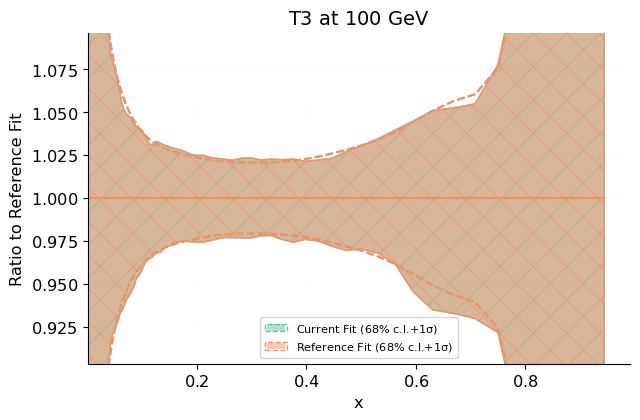 T3 at 100 GeV
Ratio to Reference Fit
1.075
1.050
1.025
1.000
0.975
0.950
0.925
Current Fit (68% c.l.+1σ)
Reference Fit (68% c.l.+1σ)
0.2 0.4 0.6 0.8
x